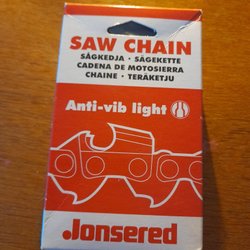 SAW CHAIN
SÅGKEDJA · SÄGEKETTE
CADENA DE MOTOSIERRA
CHAINE · TERÄKETJU
Anti-vib light
Jonsered